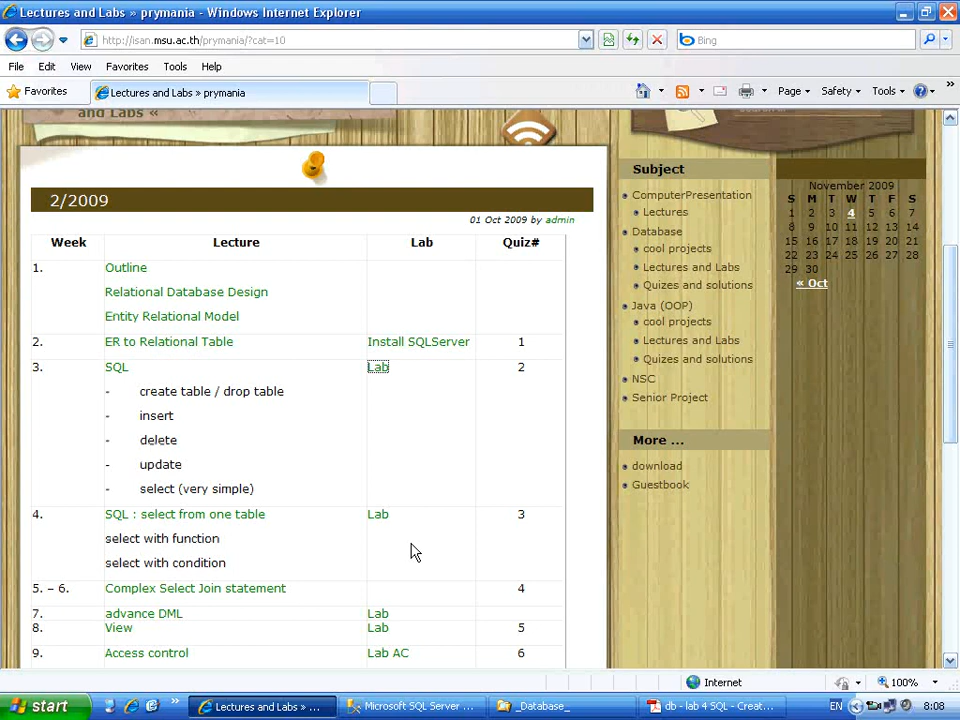 Lectures and Labs » prymania - Windows Internet Explorer
http://isan.msu.ac.th/prymania/?cat=10
Bing
File Edit View Favorites Tools Help
Favorites
Lectures and Labs » prymania
Page Safety Tools
and Labs «
2/2009
01 Oct 2009 by admin
Week Lecture Lab Quiz#
1. Outline
Relational Database Design
Entity Relational Model
2. ER to Relational Table Install SQLServer 1
3. SQL Lab 2
- create table / drop table
- insert
- delete
- update
- select (very simple)
4. SQL : select from one table Lab 3
select with function
select with condition
5. – 6. Complex Select Join statement 4
7. advance DML Lab
8. View Lab 5
9. Access control Lab AC 6
Subject
ComputerPresentation
Lectures
Database
cool projects
Lectures and Labs
Quizes and solutions
Java (OOP)
cool projects
Lectures and Labs
Quizes and solutions
NSC
Senior Project
More ...
download
Guestbook
November 2009
S M T W T F S
1 2 3 4 5 6 7
8 9 10 11 12 13 14
15 16 17 18 19 20 21
22 23 24 25 26 27 28
29 30
« Oct
Internet 100%
start
Lectures and Labs » ...
Microsoft SQL Server ...
_Database_
db - lab 4 SQL - Creat...
EN
8:08